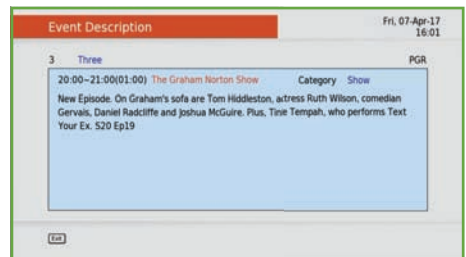 Event Description
Fri, 07-Apr-17
16:01
3 Three PGR
20:00~21:00(01:00) The Graham Norton Show Category Show
New Episode. On Graham's sofa are Tom Hiddleston, actress Ruth Wilson, comedian
Gervais, Daniel Radcliffe and Joshua McGuire. Plus, Tinie Tempah, who performs Text
Your Ex. S20 Ep19
Exit